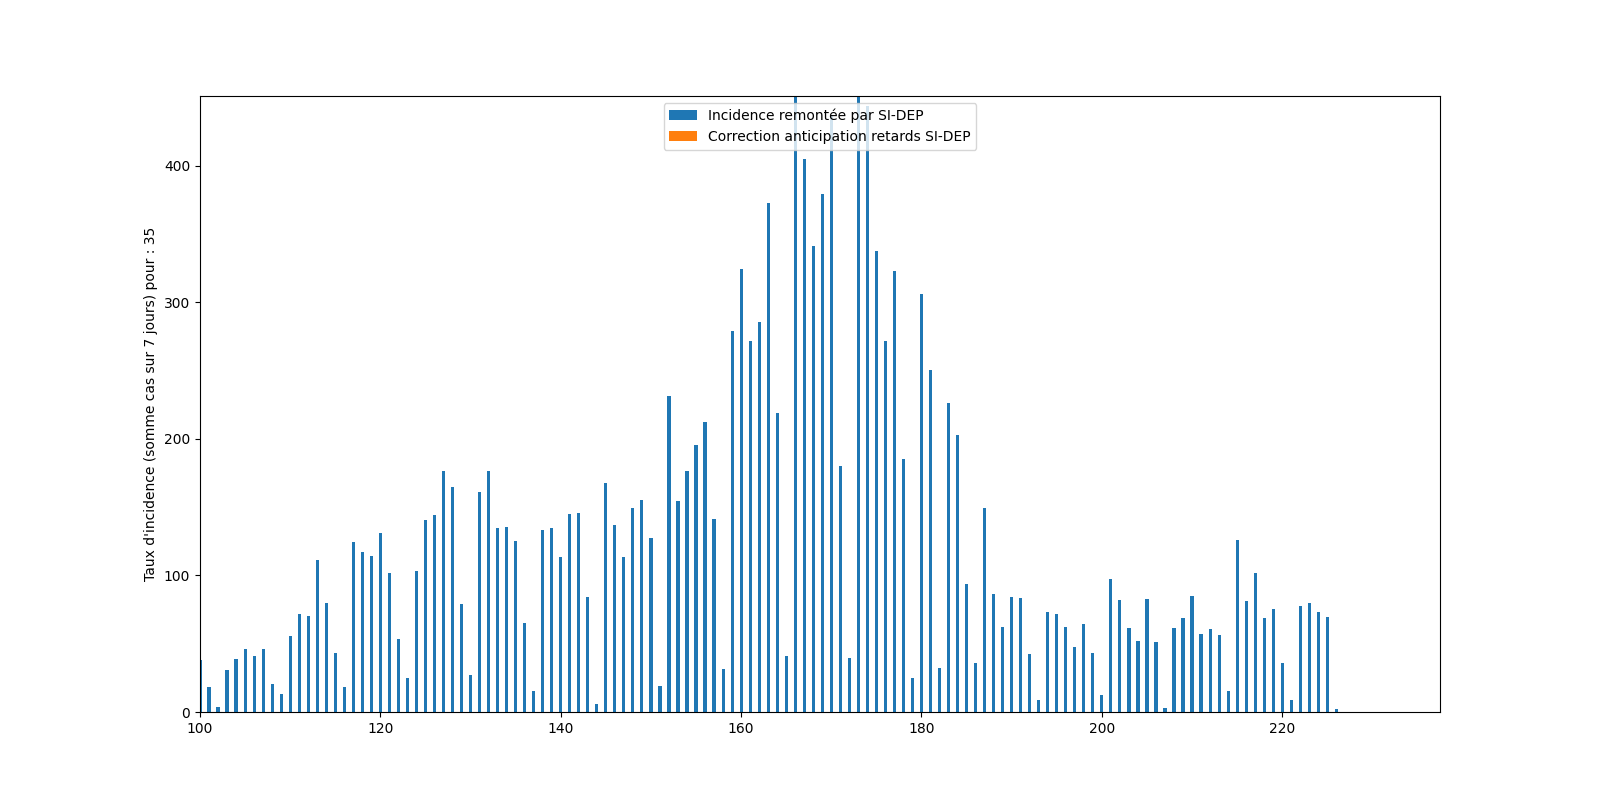 Incidence remontée par SI-DEP
Correction anticipation retards SI-DEP
Taux d'incidence (somme cas sur 7 jours) pour : 35
400
300
200
100
0
100 120 140 160 180 200 220